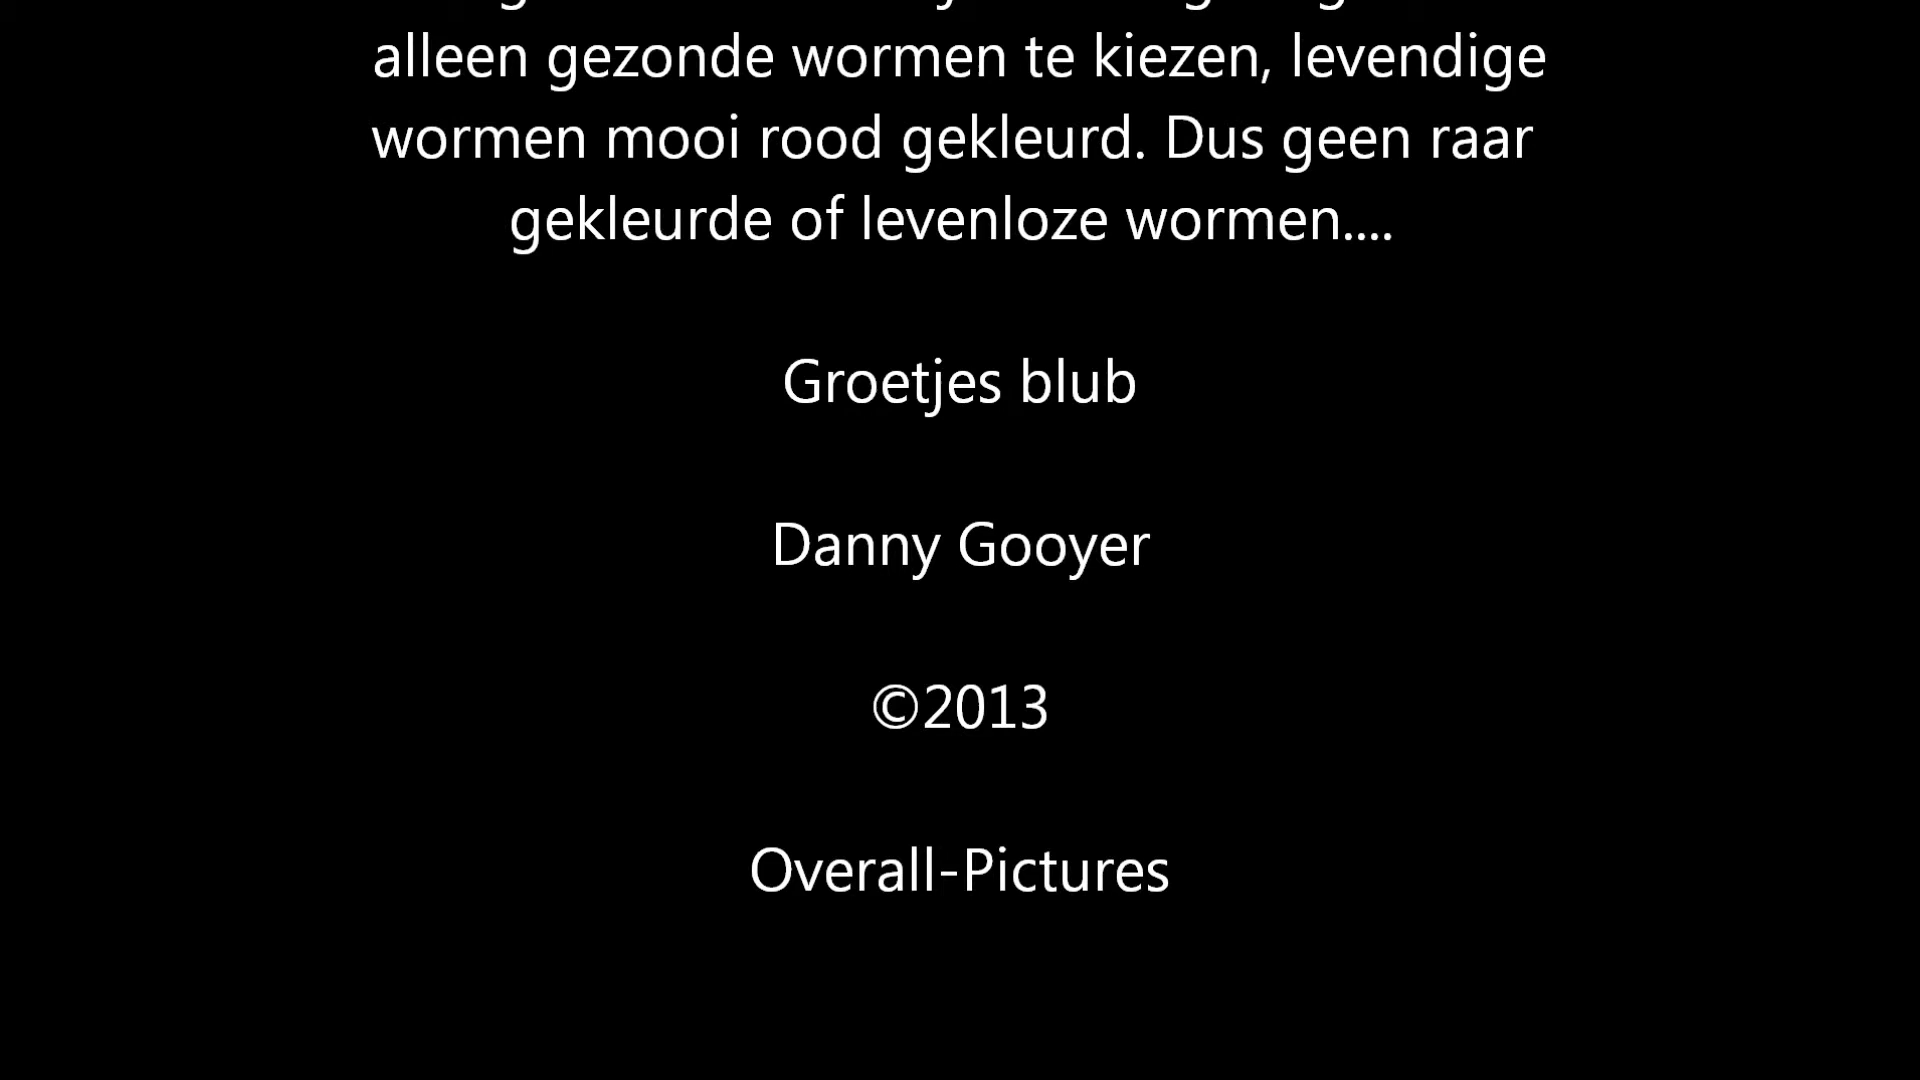 alleen gezonde wormen te kiezen, levendige
wormen mooi rood gekleurd. Dus geen raar
gekleurde of levenloze wormen....
Groetjes blub
Danny Gooyer
©2013
Overall-Pictures